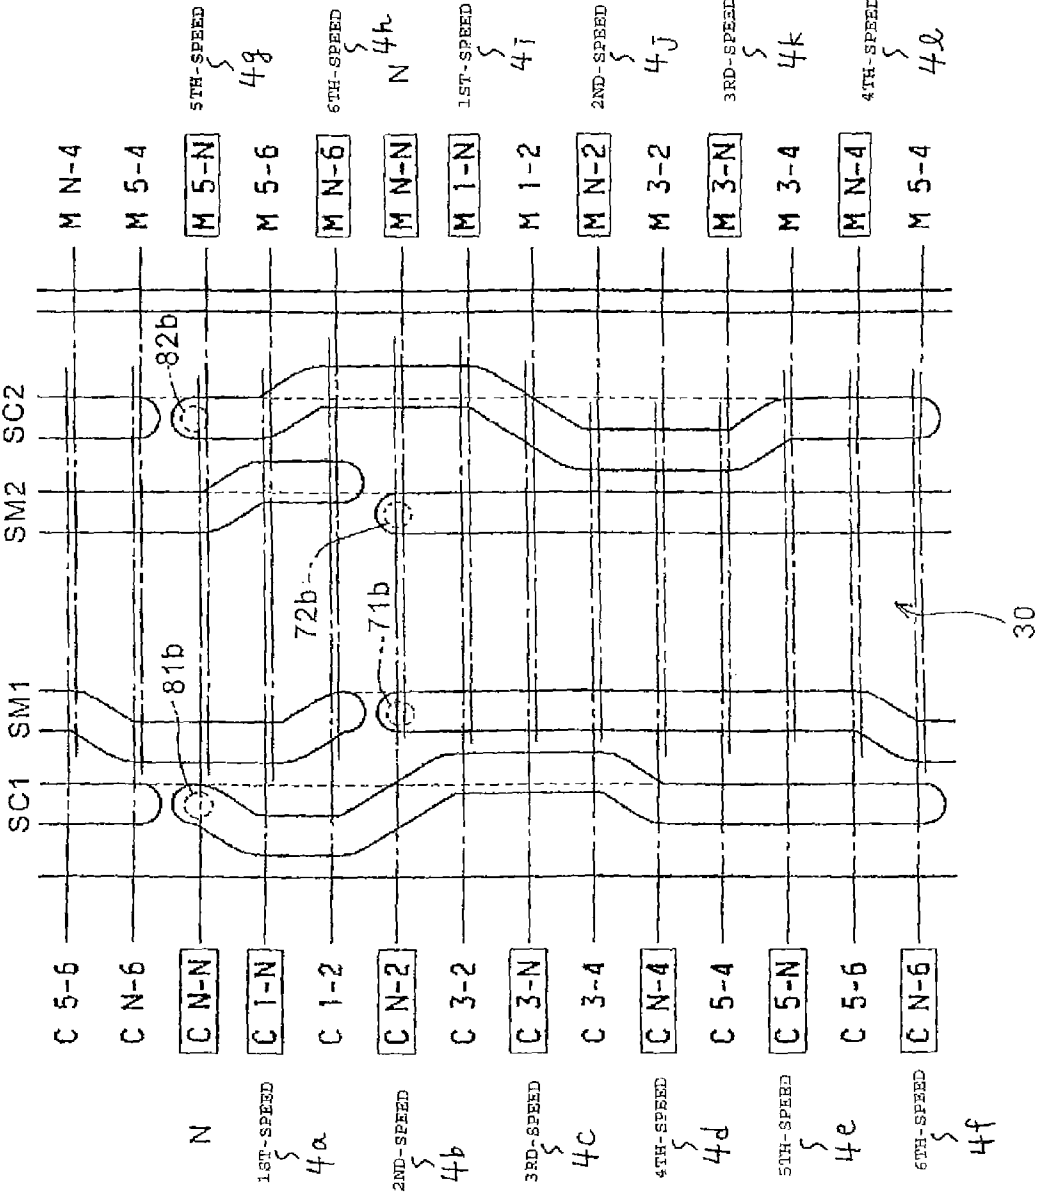 5TH-SPEED
4g
6TH-SPEED
4h
N
1ST-SPEED
4i
2ND-SPEED
4j
3RD-SPEED
4k
4TH-SPEED
4l
M N-4
M 5-4
M 5-N
M 5-6
M N-6
M N-N
M 1-N
M 1-2
M N-2
M 3-2
M 3-N
M 3-4
M N-4
M 5-4
SC2
82b
SM2
72b
71b
SM1
81b
SC1
30
C 5-6
C N-6
C N-N
C 1-N
C 1-2
C N-2
C 3-2
C 3-N
C 3-4
C N-4
C 5-4
C 5-N
C 5-6
C N-6
N
1ST-SPEED
4a
2ND-SPEED
4b
3RD-SPEED
4c
4TH-SPEED
4d
5TH-SPEED
4e
6TH-SPEED
4f